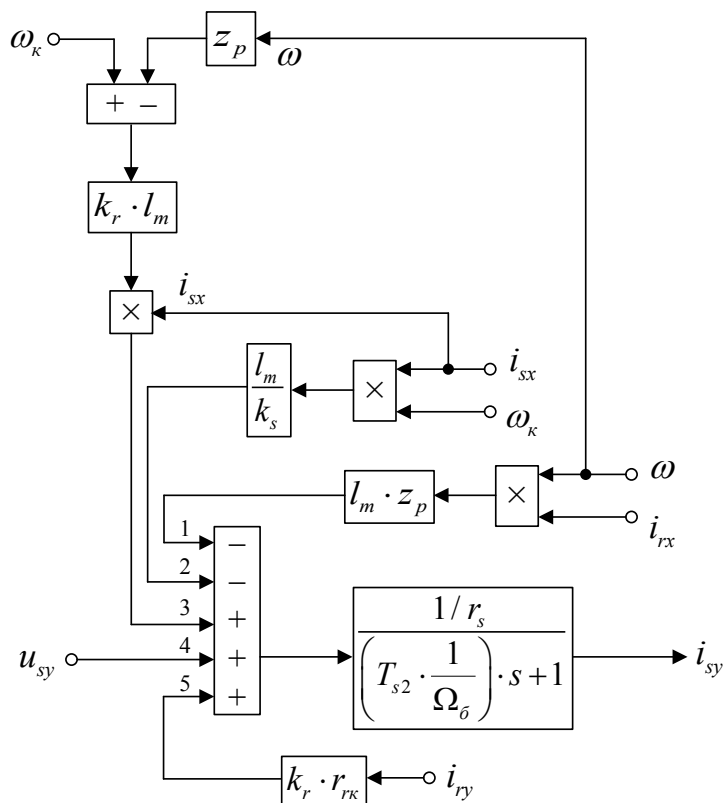 ω_к
z_p
ω
+ −
k_r · l_m
×
i_sx
l_m / k_s
×
i_sx
ω_к
l_m · z_p
×
ω
i_rx
1
−
2
−
3
+
4
+
5
+
u_sy
1 / r_s
(T_s2 · 1/Ω_б) · s + 1
i_sy
k_r · r_rк
i_ry